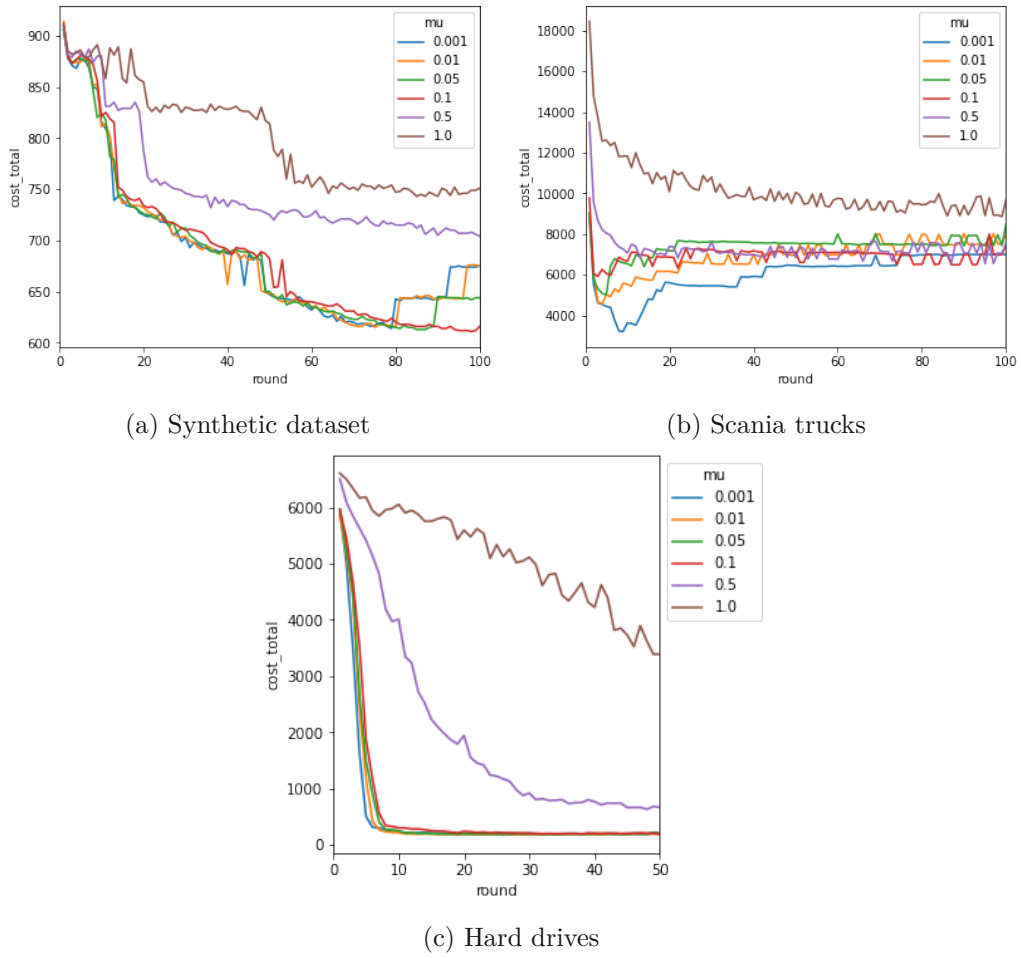 mu
0.001
0.01
0.05
0.1
0.5
1.0
900
850
800
750
700
650
600
cost_total
0 20 40 60 80 100
round
(a) Synthetic dataset
mu
0.001
0.01
0.05
0.1
0.5
1.0
18000
16000
14000
12000
10000
8000
6000
4000
cost_total
0 20 40 60 80 100
round
(b) Scania trucks
mu
0.001
0.01
0.05
0.1
0.5
1.0
6000
5000
4000
3000
2000
1000
0
cost_total
0 10 20 30 40 50
round
(c) Hard drives